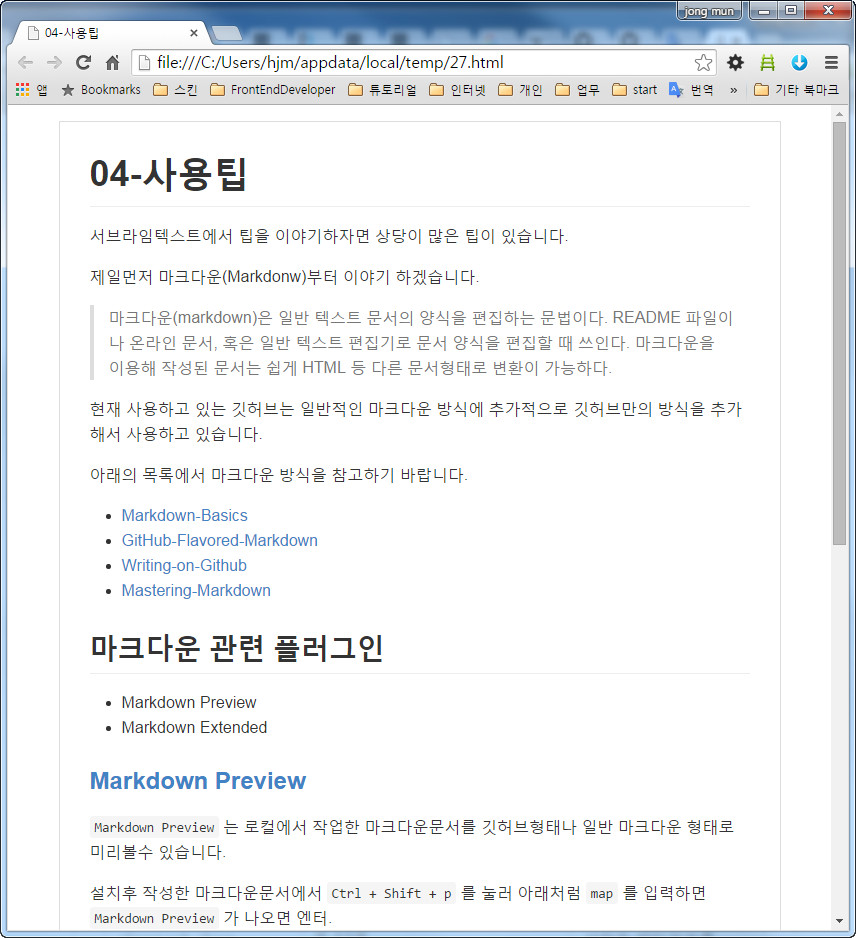 jong mun
04-사용팁
file:///C:/Users/hjm/appdata/local/temp/27.html
앱 Bookmarks 스킨 FrontEndDeveloper 튜토리얼 인터넷 개인 업무 start 번역 » 기타 북마크
04-사용팁
서브라임텍스트에서 팁을 이야기하자면 상당이 많은 팁이 있습니다.
제일먼저 마크다운(Markdonw)부터 이야기 하겠습니다.
마크다운(markdown)은 일반 텍스트 문서의 양식을 편집하는 문법이다. README 파일이
나 온라인 문서, 혹은 일반 텍스트 편집기로 문서 양식을 편집할 때 쓰인다. 마크다운을
이용해 작성된 문서는 쉽게 HTML 등 다른 문서형태로 변환이 가능하다.
현재 사용하고 있는 깃허브는 일반적인 마크다운 방식에 추가적으로 깃허브만의 방식을 추가
해서 사용하고 있습니다.
아래의 목록에서 마크다운 방식을 참고하기 바랍니다.
• Markdown-Basics
• GitHub-Flavored-Markdown
• Writing-on-Github
• Mastering-Markdown
마크다운 관련 플러그인
• Markdown Preview
• Markdown Extended
Markdown Preview
Markdown Preview 는 로컬에서 작업한 마크다운문서를 깃허브형태나 일반 마크다운 형태로
미리볼수 있습니다.
설치후 작성한 마크다운문서에서 Ctrl + Shift + p 를 눌러 아래처럼 map 를 입력하면
Markdown Preview 가 나오면 엔터.